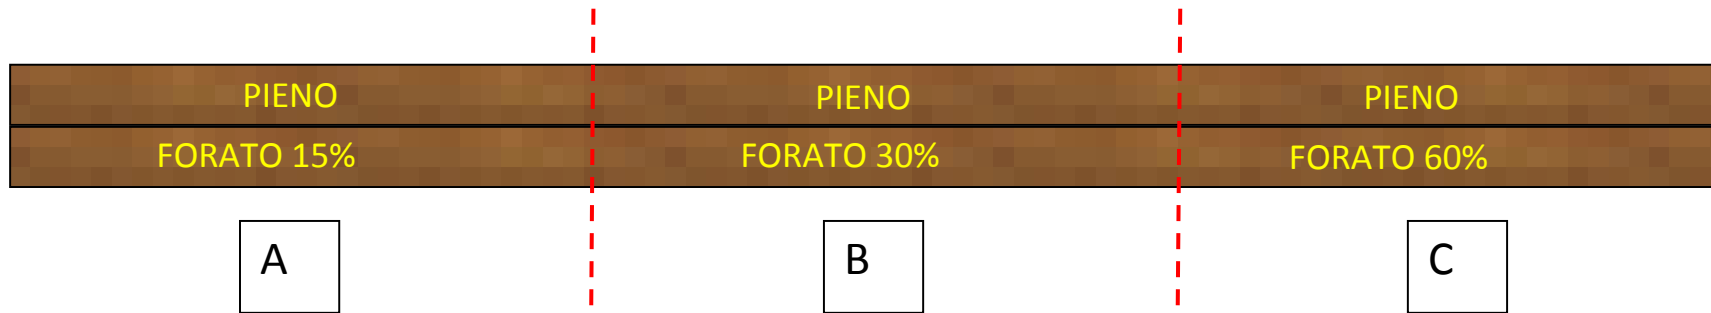 PIENO PIENO PIENO
FORATO 15% FORATO 30% FORATO 60%
A B C